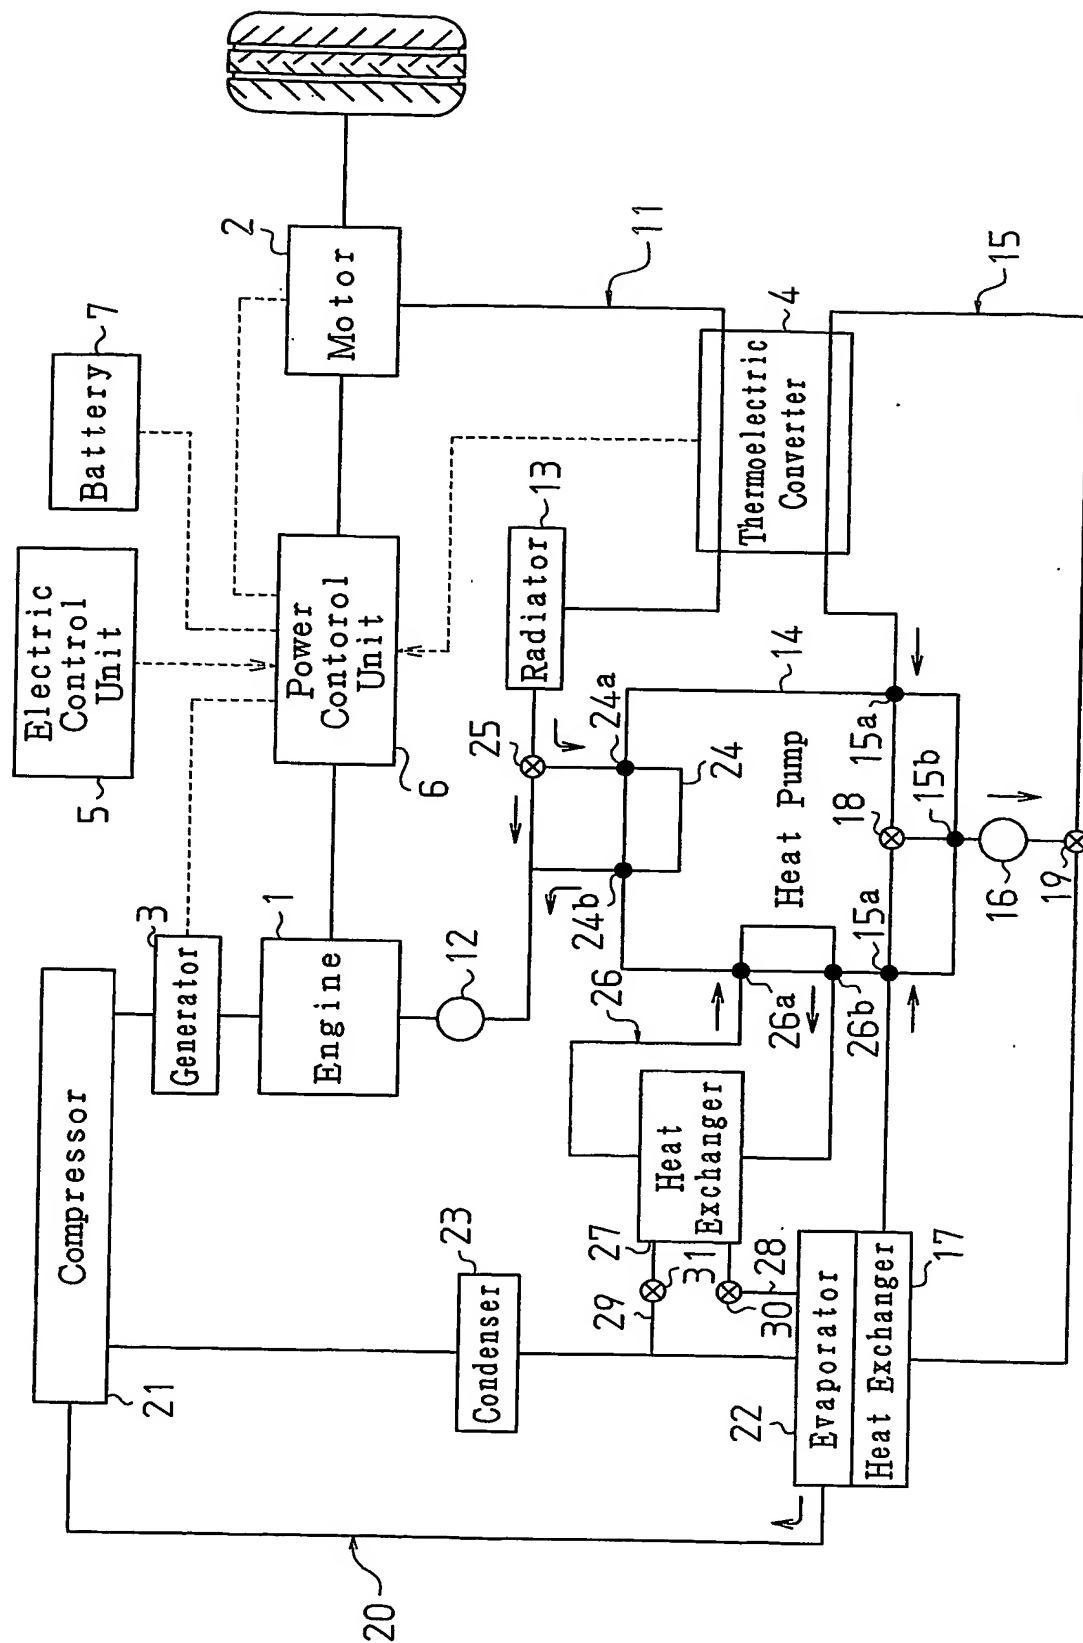 Electric
Control
Unit
5
Battery
7
Compressor
21
Generator
3
Engine
1
Power
Contorol
Unit
6
Motor
2
20
Condenser
23
12
25
Radiator
13
11
24a
24
24b
14
Thermoelectric
Converter
4
15
26
26a
26b
Heat
Exchanger
27
29
31
30
28
Heat Pump
15a
18
15a
15b
16
19
Evaporator
22
Heat Exchanger
17